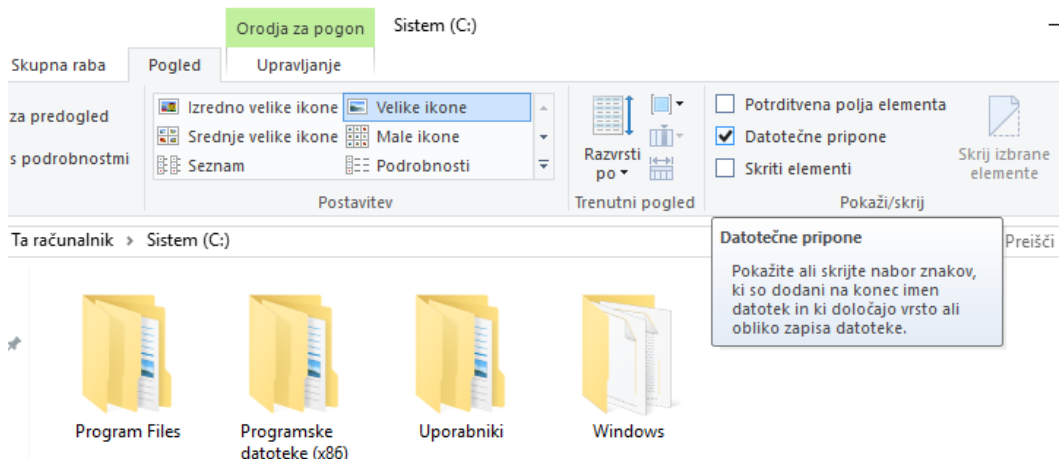 Orodja za pogon
Sistem (C:)
Skupna raba
Pogled
Upravljanje
za predogled
s podrobnostmi
Izredno velike ikone
Velike ikone
Srednje velike ikone
Male ikone
Seznam
Podrobnosti
Postavitev
Razvrsti
po
Trenutni pogled
Potrditvena polja elementa
Datotečne pripone
Skriti elementi
Skrij izbrane
elemente
Pokaži/skrij
Ta računalnik > Sistem (C:)
Preišči
Datotečne pripone
Pokažite ali skrijte nabor znakov,
ki so dodani na konec imen
datotek in ki določajo vrsto ali
obliko zapisa datoteke.
Program Files
Programske
datoteke (x86)
Uporabniki
Windows